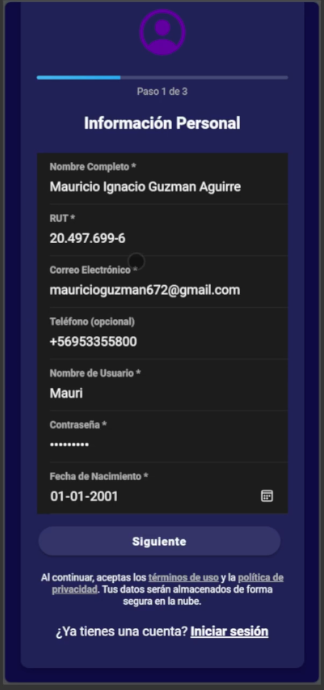 Paso 1 de 3
Información Personal
Nombre Completo *
Mauricio Ignacio Guzman Aguirre
RUT *
20.497.699-6
Correo Electrónico *
mauricioguzman672@gmail.com
Teléfono (opcional)
+56953355800
Nombre de Usuario *
Mauri
Contraseña *
•••••••••
Fecha de Nacimiento *
01-01-2001
Siguiente
Al continuar, aceptas los términos de uso y la política de
privacidad. Tus datos serán almacenados de forma
segura en la nube.
¿Ya tienes una cuenta? Iniciar sesión